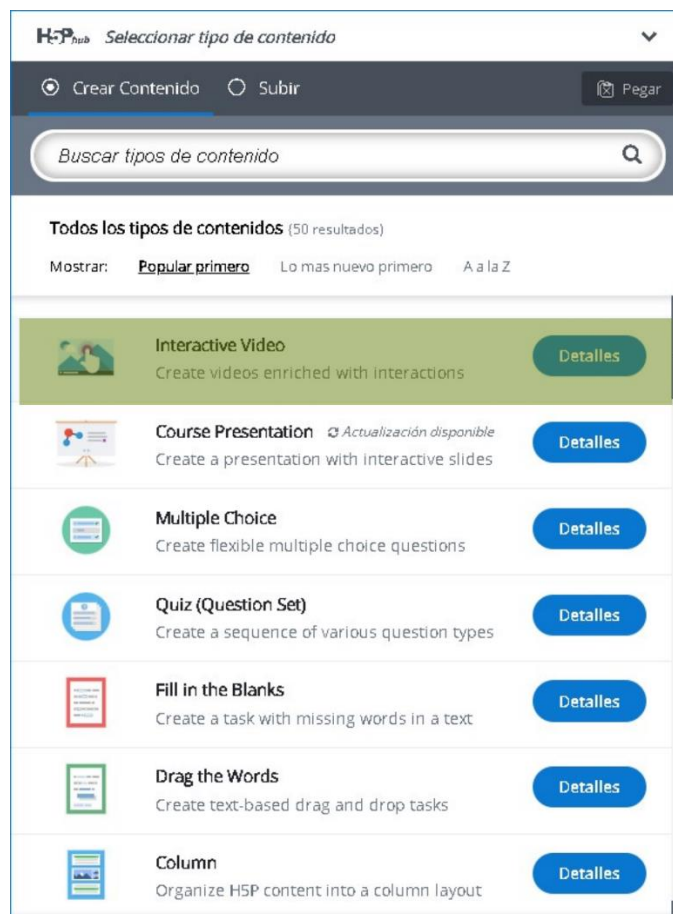 H5Phub Seleccionar tipo de contenido
Crear Contenido Subir Pegar
Buscar tipos de contenido
Todos los tipos de contenidos (50 resultados)
Mostrar: Popular primero Lo mas nuevo primero A a la Z
Interactive Video
Create videos enriched with interactions
Detalles
Course Presentation Actualización disponible
Create a presentation with interactive slides
Detalles
Multiple Choice
Create flexible multiple choice questions
Detalles
Quiz (Question Set)
Create a sequence of various question types
Detalles
Fill in the Blanks
Create a task with missing words in a text
Detalles
Drag the Words
Create text-based drag and drop tasks
Detalles
Column
Organize H5P content into a column layout
Detalles